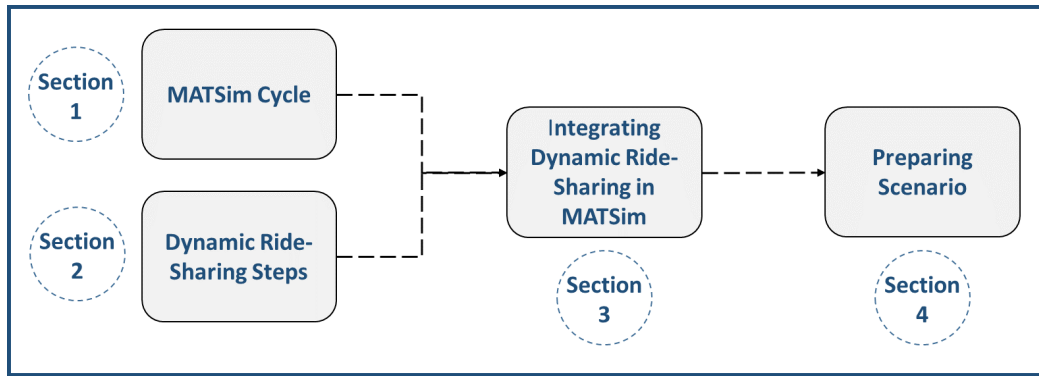 Section
1
MATSim Cycle
Section
2
Dynamic Ride-
Sharing Steps
Integrating
Dynamic Ride-
Sharing in
MATSim
Section
3
Preparing
Scenario
Section
4